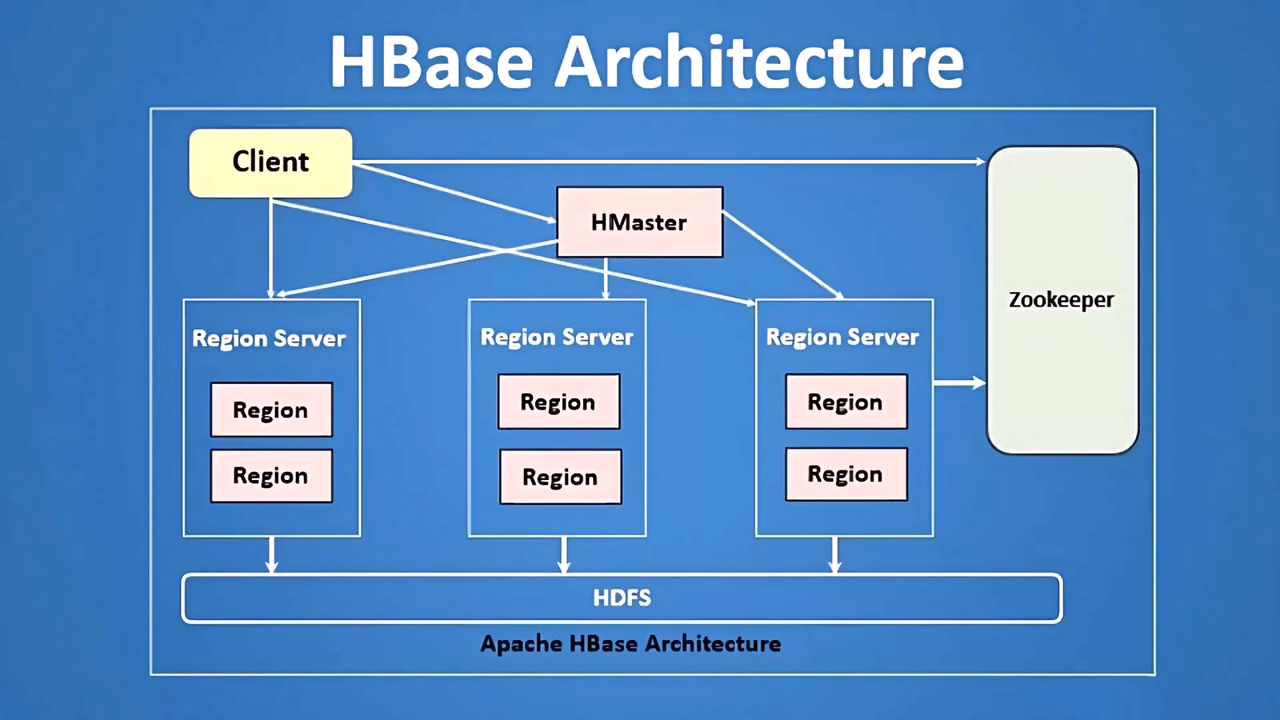 HBase Architecture
Client
HMaster
Zookeeper
Region Server
Region
Region
Region Server
Region
Region
Region Server
Region
Region
HDFS
Apache HBase Architecture